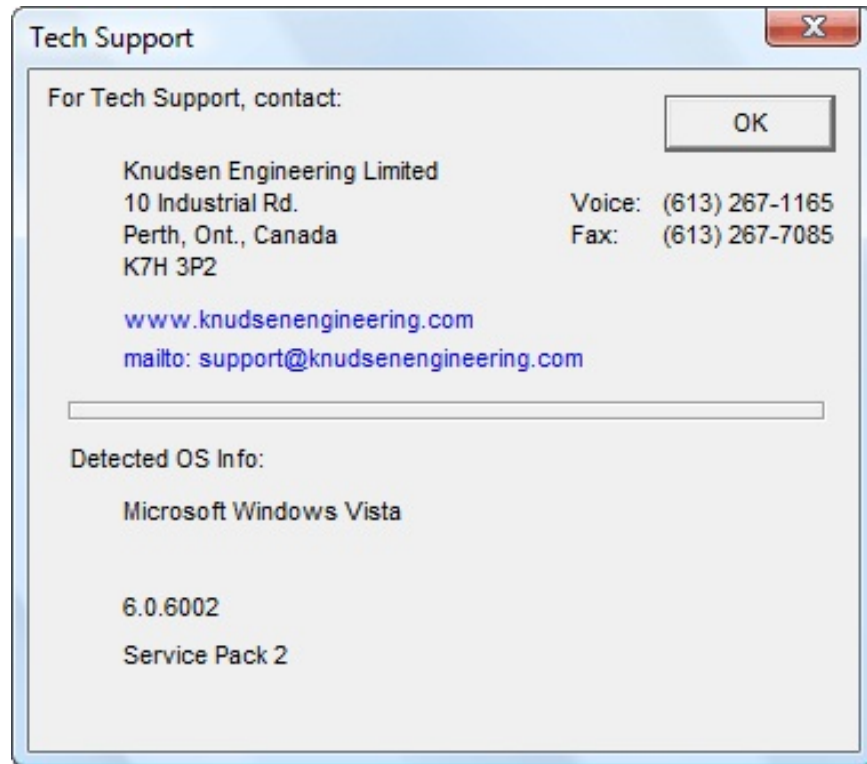 Tech Support
For Tech Support, contact:
OK
Knudsen Engineering Limited
10 Industrial Rd.
Voice: (613) 267-1165
Perth, Ont., Canada
Fax: (613) 267-7085
K7H 3P2
www.knudsenengineering.com
mailto: support@knudsenengineering.com
Detected OS Info:
Microsoft Windows Vista
6.0.6002
Service Pack 2